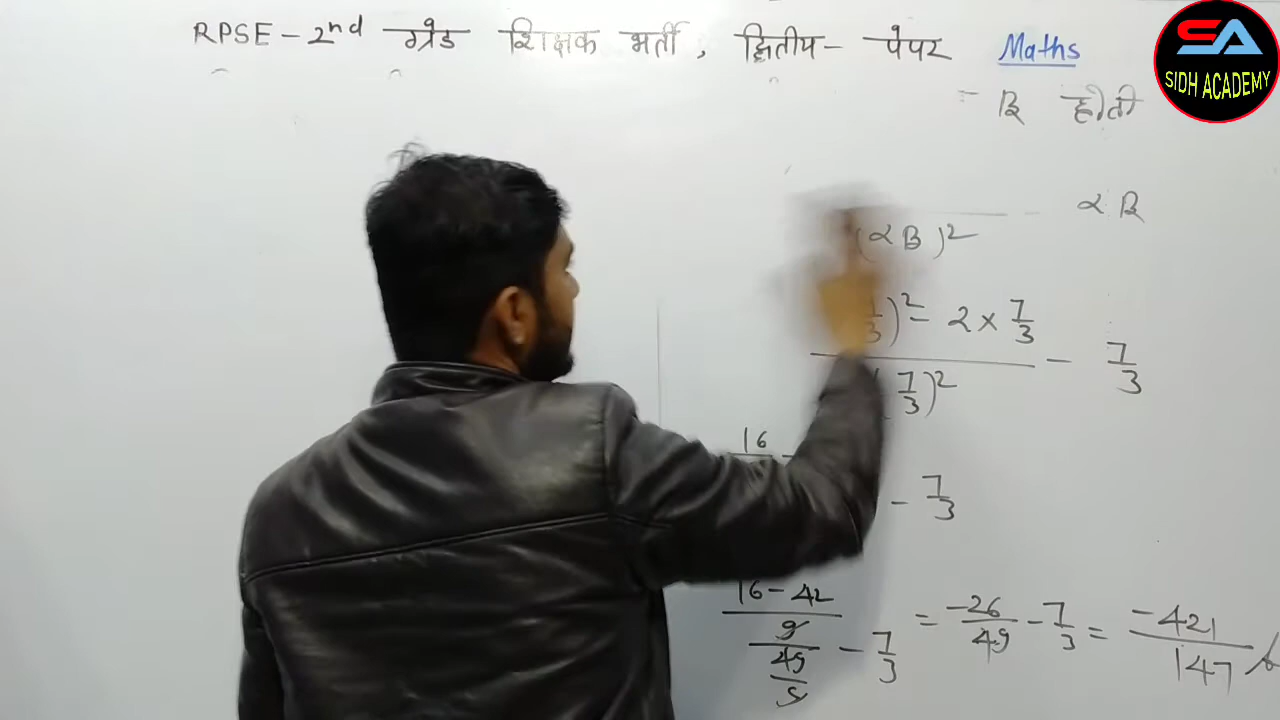 RPSE - 2nd ग्रेड शिक्षक भर्ती, द्वितीय - पेपर Maths
SA
SIDH ACADEMY
= B होती
(αB)² - αB
3)² - 2 × 7/3
(7/3)² - 7/3
16
- 7/3
16 - 42
9
49
9
- 7/3 = -26/49 - 7/3 = -421/147